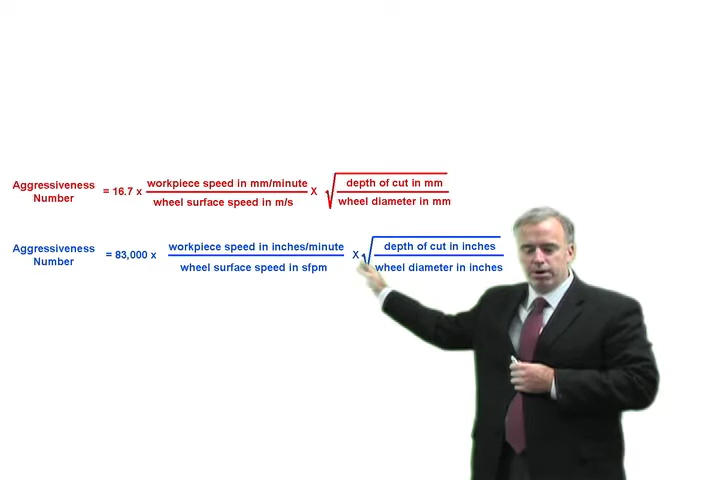 Aggressiveness Number = 16.7 x workpiece speed in mm/minute / wheel surface speed in m/s X √ depth of cut in mm / wheel diameter in mm
Aggressiveness Number = 83,000 x workpiece speed in inches/minute / wheel surface speed in sfpm X √ depth of cut in inches / wheel diameter in inches